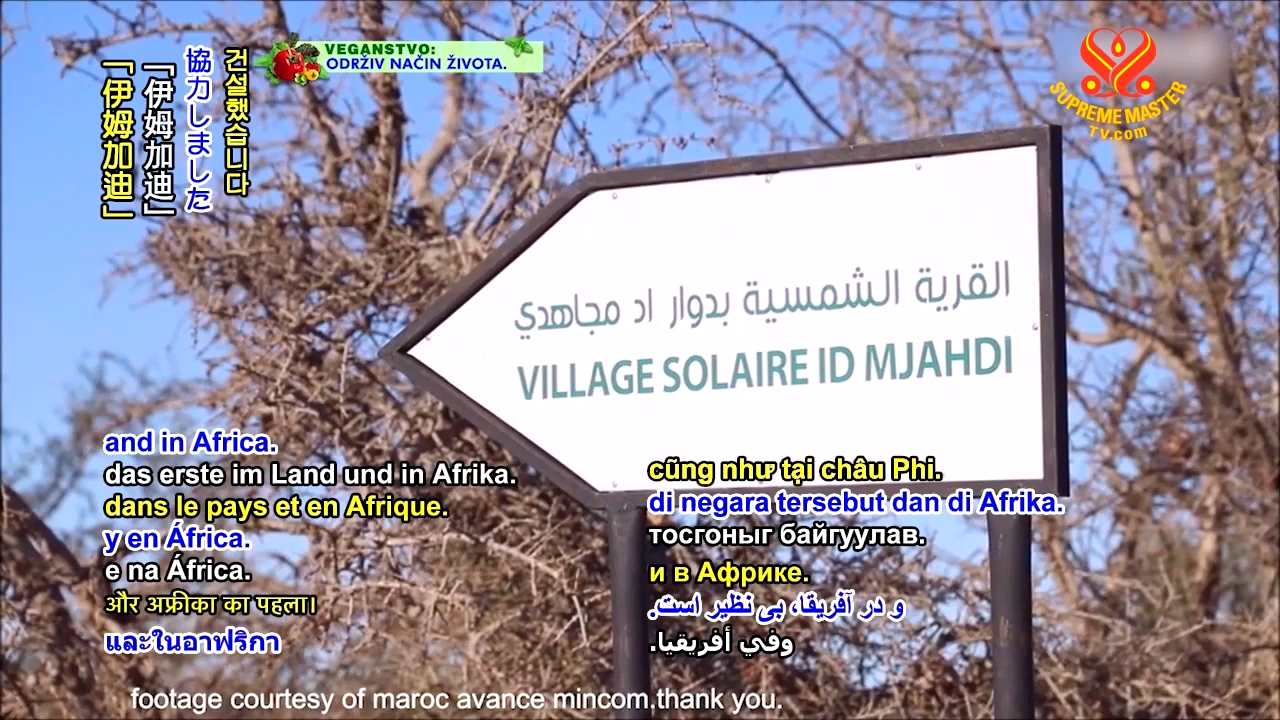 건설했습니다
協力しました
「伊姆加迪」
「伊姆加迪」
VEGANSTVO:
ODRŽIV NAČIN ŽIVOTA.
SUPREME MASTER
TV.com
القرية الشمسية بدوار اد مجاهدي
VILLAGE SOLAIRE ID MJAHDI
and in Africa.
das erste im Land und in Afrika.
dans le pays et en Afrique.
y en África.
e na África.
और अफ्रीका का पहला।
และในอาฟริกา
cũng như tại châu Phi.
di negara tersebut dan di Afrika.
тосгоныг байгуулав.
и в Африке.
و در آفریقا، بی نظیر است.
وفي أفريقيا.
footage courtesy of maroc avance mincom.thank you.